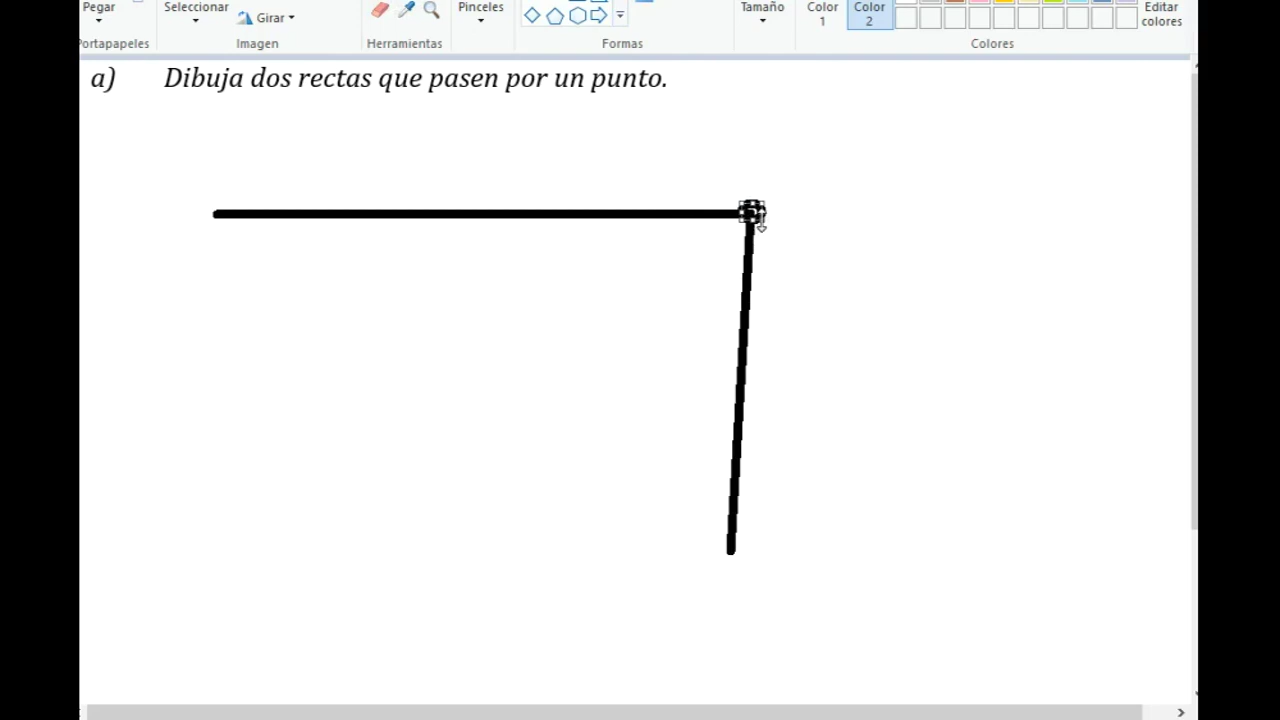 Pegar
Seleccionar
Girar
Pinceles
Tamaño
Color 1
Color 2
Editar colores
Portapapeles
Imagen
Herramientas
Formas
Colores
a) Dibuja dos rectas que pasen por un punto.